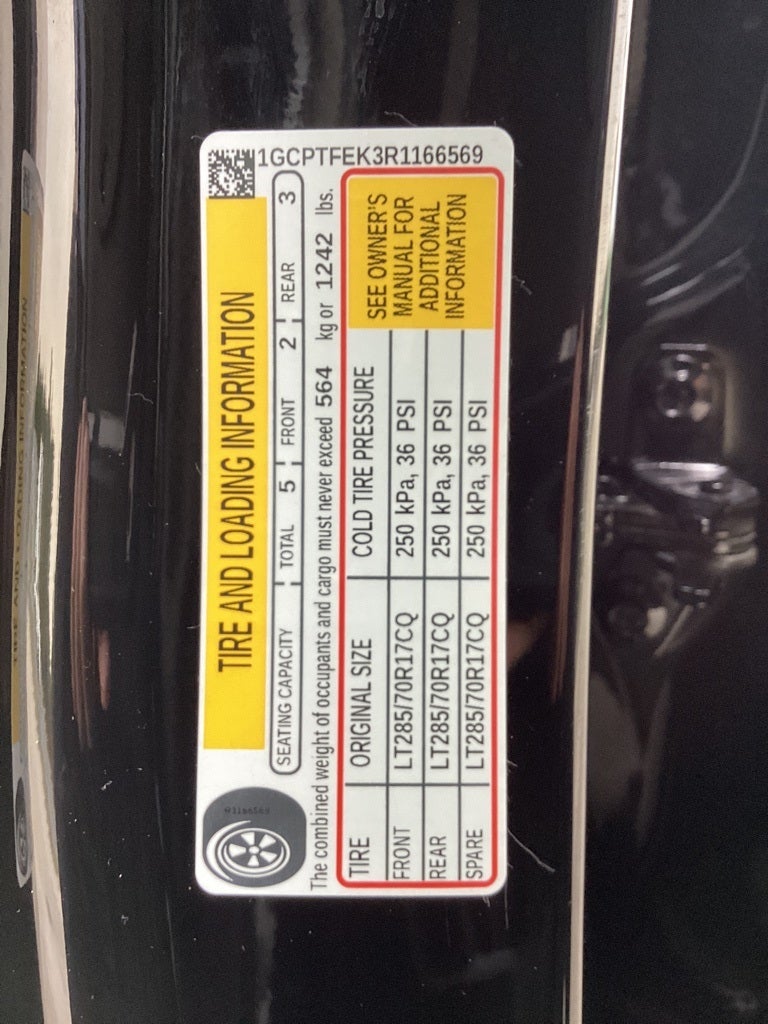 1GCPTFEK3R1166569
TIRE AND LOADING INFORMATION
SEATING CAPACITY TOTAL 5 FRONT 2 REAR 3
The combined weight of occupants and cargo must never exceed 564 kg or 1242 lbs.
TIRE ORIGINAL SIZE COLD TIRE PRESSURE
FRONT LT285/70R17CQ 250 kPa, 36 PSI
REAR LT285/70R17CQ 250 kPa, 36 PSI
SPARE LT285/70R17CQ 250 kPa, 36 PSI
SEE OWNER'S
MANUAL FOR
ADDITIONAL
INFORMATION
R1166569